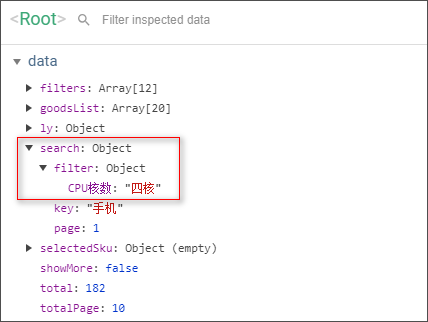 <Root> Filter inspected data
data
filters: Array[12]
goodsList: Array[20]
ly: Object
search: Object
filter: Object
CPU核数: "四核"
key: "手机"
page: 1
selectedSku: Object (empty)
showMore: false
total: 182
totalPage: 10